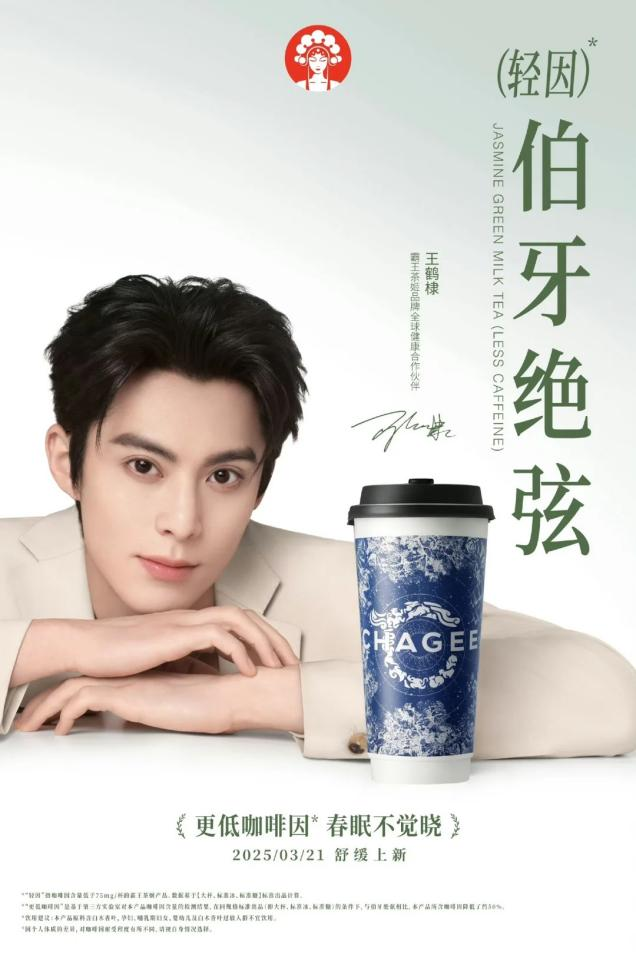 (轻因)*
伯牙绝弦
JASMINE GREEN MILK TEA (LESS CAFFEINE)
王鹤棣
霸王茶姬品牌全球健康合作伙伴
CHAGEE
更低咖啡因* 春眠不觉晓
2025/03/21 舒缓上新
*“轻因”指咖啡因含量低于75mg/杯的霸王茶姬产品，数据基于【大杯，标准冰，标准糖】标准出品计算。
*“更低咖啡因”是基于第三方实验室对本产品咖啡因含量的检测结果，在同规格标准出品（即大杯，标准冰，标准糖）的条件下，与伯牙绝弦相比，本产品所含咖啡因降低了约50%。
*饮用建议：本产品原料含白木香叶，孕妇、哺乳期妇女、婴幼儿及白木香叶过敏人群不宜饮用。
*因个人体质的差异，对咖啡因耐受程度有所不同，请视自身情况选择。